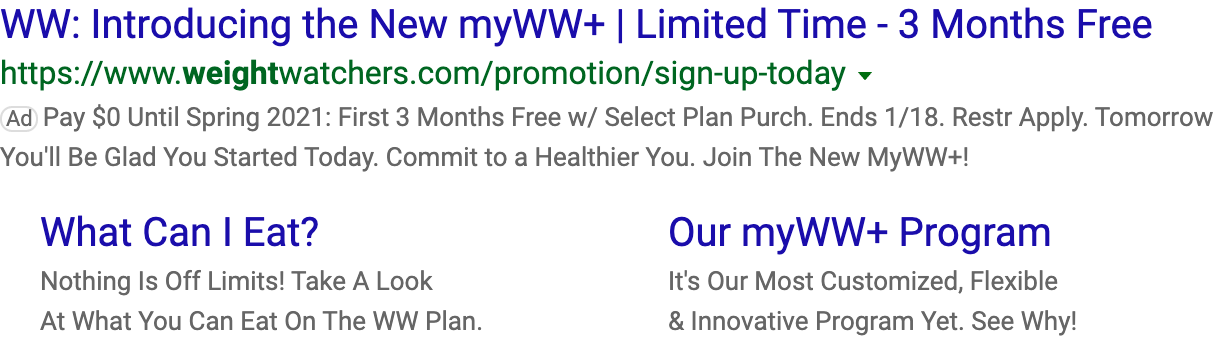 WW: Introducing the New myWW+ | Limited Time - 3 Months Free
https://www.weightwatchers.com/promotion/sign-up-today
Ad Pay $0 Until Spring 2021: First 3 Months Free w/ Select Plan Purch. Ends 1/18. Restr Apply. Tomorrow
You'll Be Glad You Started Today. Commit to a Healthier You. Join The New MyWW+!
What Can I Eat?
Nothing Is Off Limits! Take A Look
At What You Can Eat On The WW Plan.
Our myWW+ Program
It's Our Most Customized, Flexible
& Innovative Program Yet. See Why!